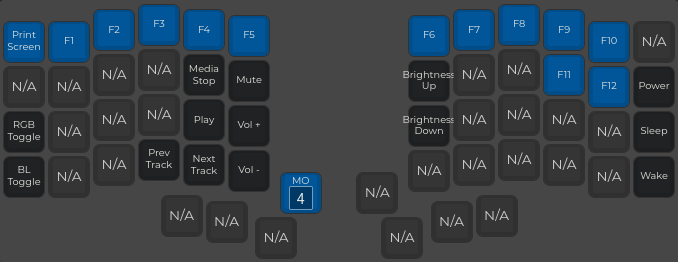 Print Screen F1 F2 F3 F4 F5 F6 F7 F8 F9 F10 N/A
N/A N/A N/A N/A Media Stop Mute Brightness Up N/A N/A F11 F12 Power
RGB Toggle N/A N/A N/A Play Vol + Brightness Down N/A N/A N/A N/A Sleep
BL Toggle N/A N/A Prev Track Next Track Vol - N/A N/A N/A N/A N/A Wake
MO 4 N/A
N/A N/A N/A N/A N/A N/A